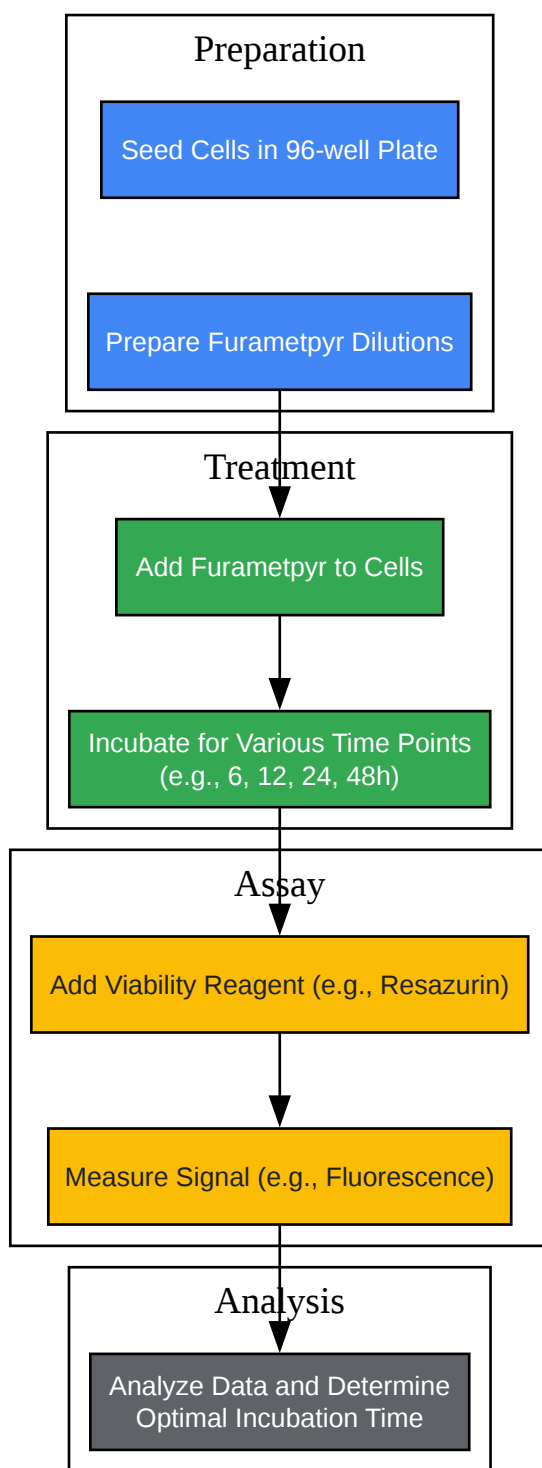 Preparation
Seed Cells in 96-well Plate
Prepare Furametpyr Dilutions
Treatment
Add Furametpyr to Cells
Incubate for Various Time Points
(e.g., 6, 12, 24, 48h)
Assay
Add Viability Reagent (e.g., Resazurin)
Measure Signal (e.g., Fluorescence)
Analysis
Analyze Data and Determine
Optimal Incubation Time